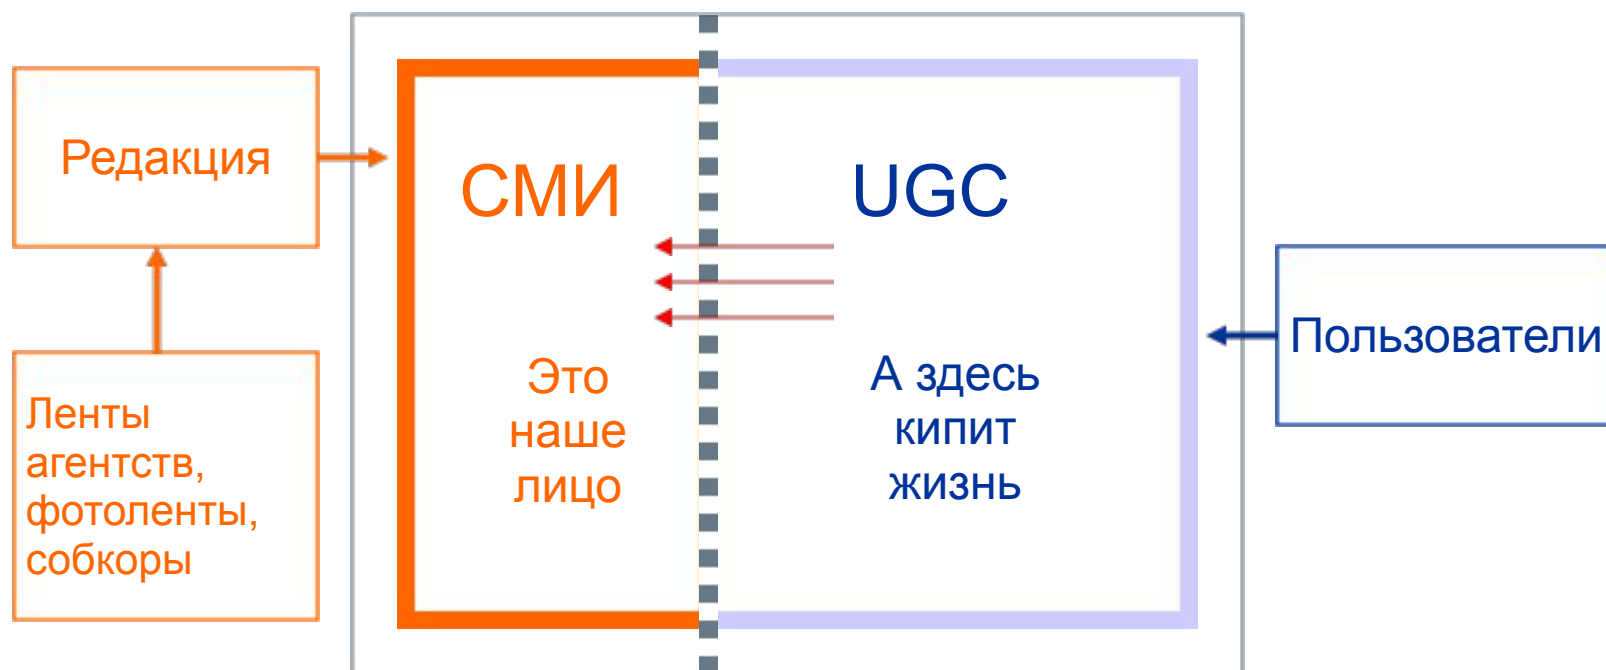 Редакция
Ленты
агентств,
фотоленты,
собкоры
СМИ
Это
наше
лицо
UGC
А здесь
кипит
жизнь
Пользователи